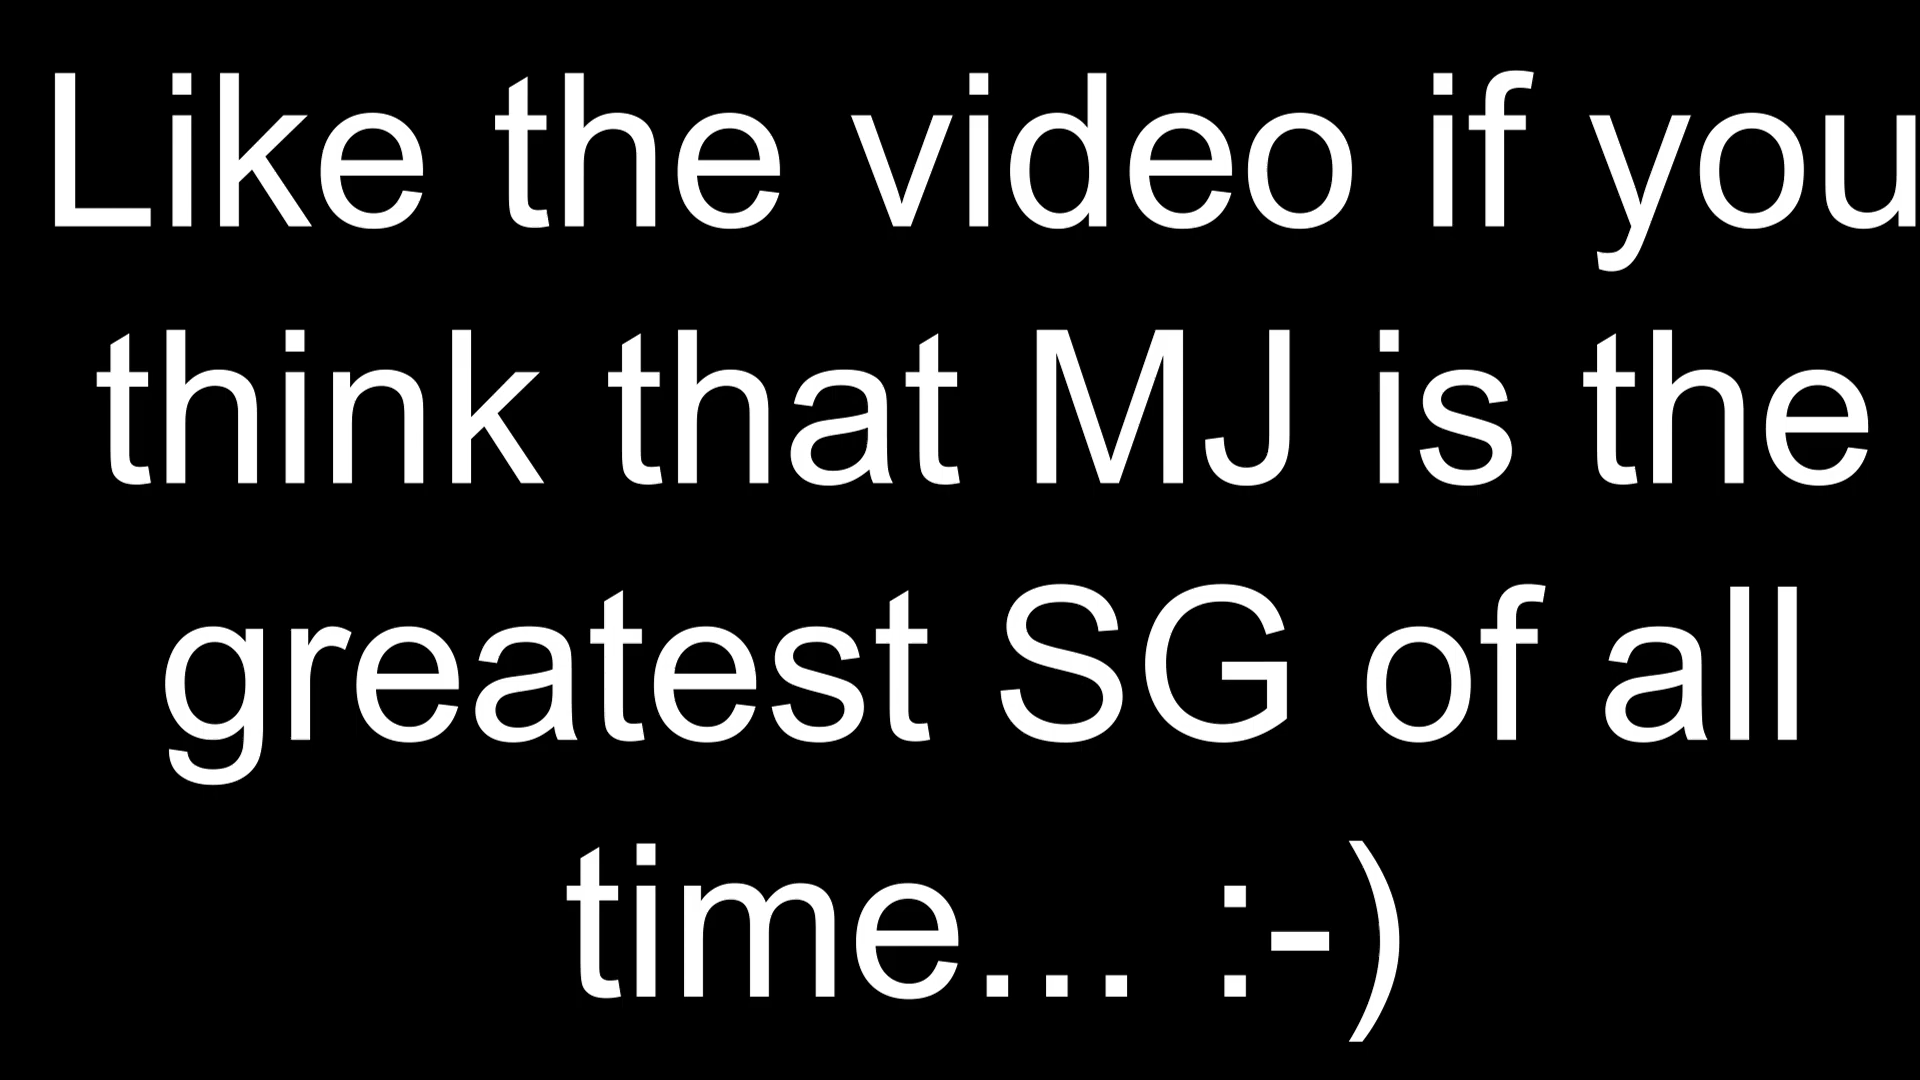 Like the video if you
think that MJ is the
greatest SG of all
time... :-)